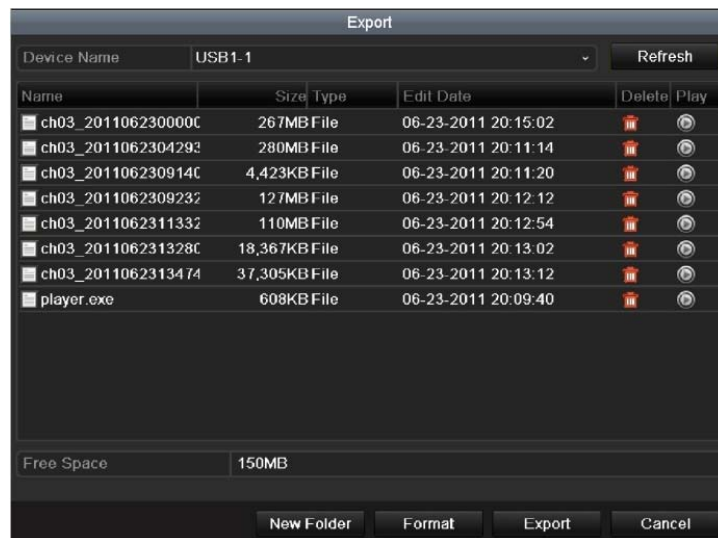 Export
Device Name USB1-1 Refresh
Name Size Type Edit Date Delete Play
ch03_201106230000C 267MB File 06-23-2011 20:15:02
ch03_2011062304293 280MB File 06-23-2011 20:11:14
ch03_201106230914C 4,423KB File 06-23-2011 20:11:20
ch03_2011062309232 127MB File 06-23-2011 20:12:12
ch03_2011062311332 110MB File 06-23-2011 20:12:54
ch03_201106231328C 18,367KB File 06-23-2011 20:13:02
ch03_2011062313474 37,305KB File 06-23-2011 20:13:12
player.exe 608KB File 06-23-2011 20:09:40
Free Space 150MB
New Folder Format Export Cancel